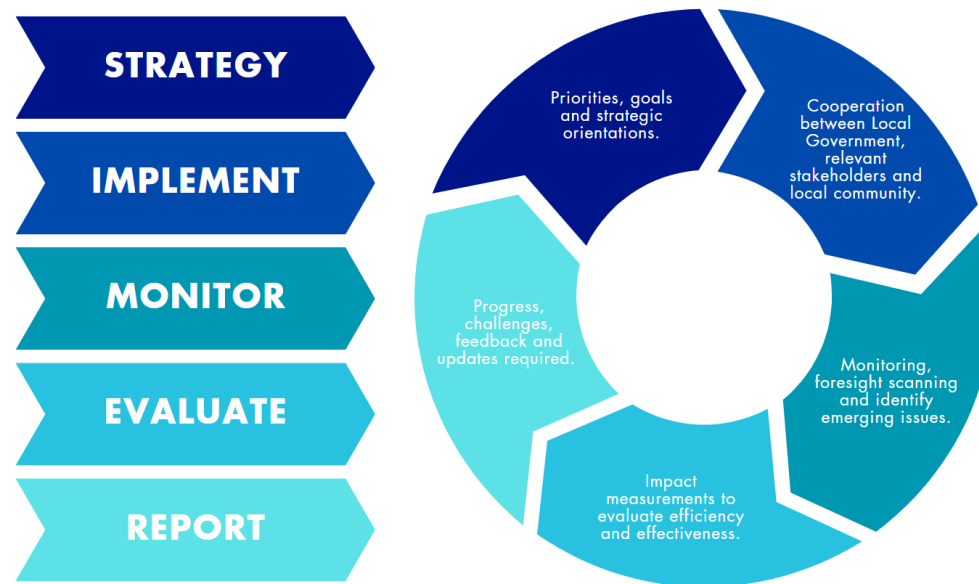 STRATEGY
IMPLEMENT
MONITOR
EVALUATE
REPORT
Priorities, goals
and strategic
orientations.
Cooperation
between Local
Government,
relevant
stakeholders and
local community.
Monitoring,
foresight scanning
and identify
emerging issues.
Impact
measurements to
evaluate efficiency
and effectiveness.
Progress,
challenges,
feedback and
updates required.